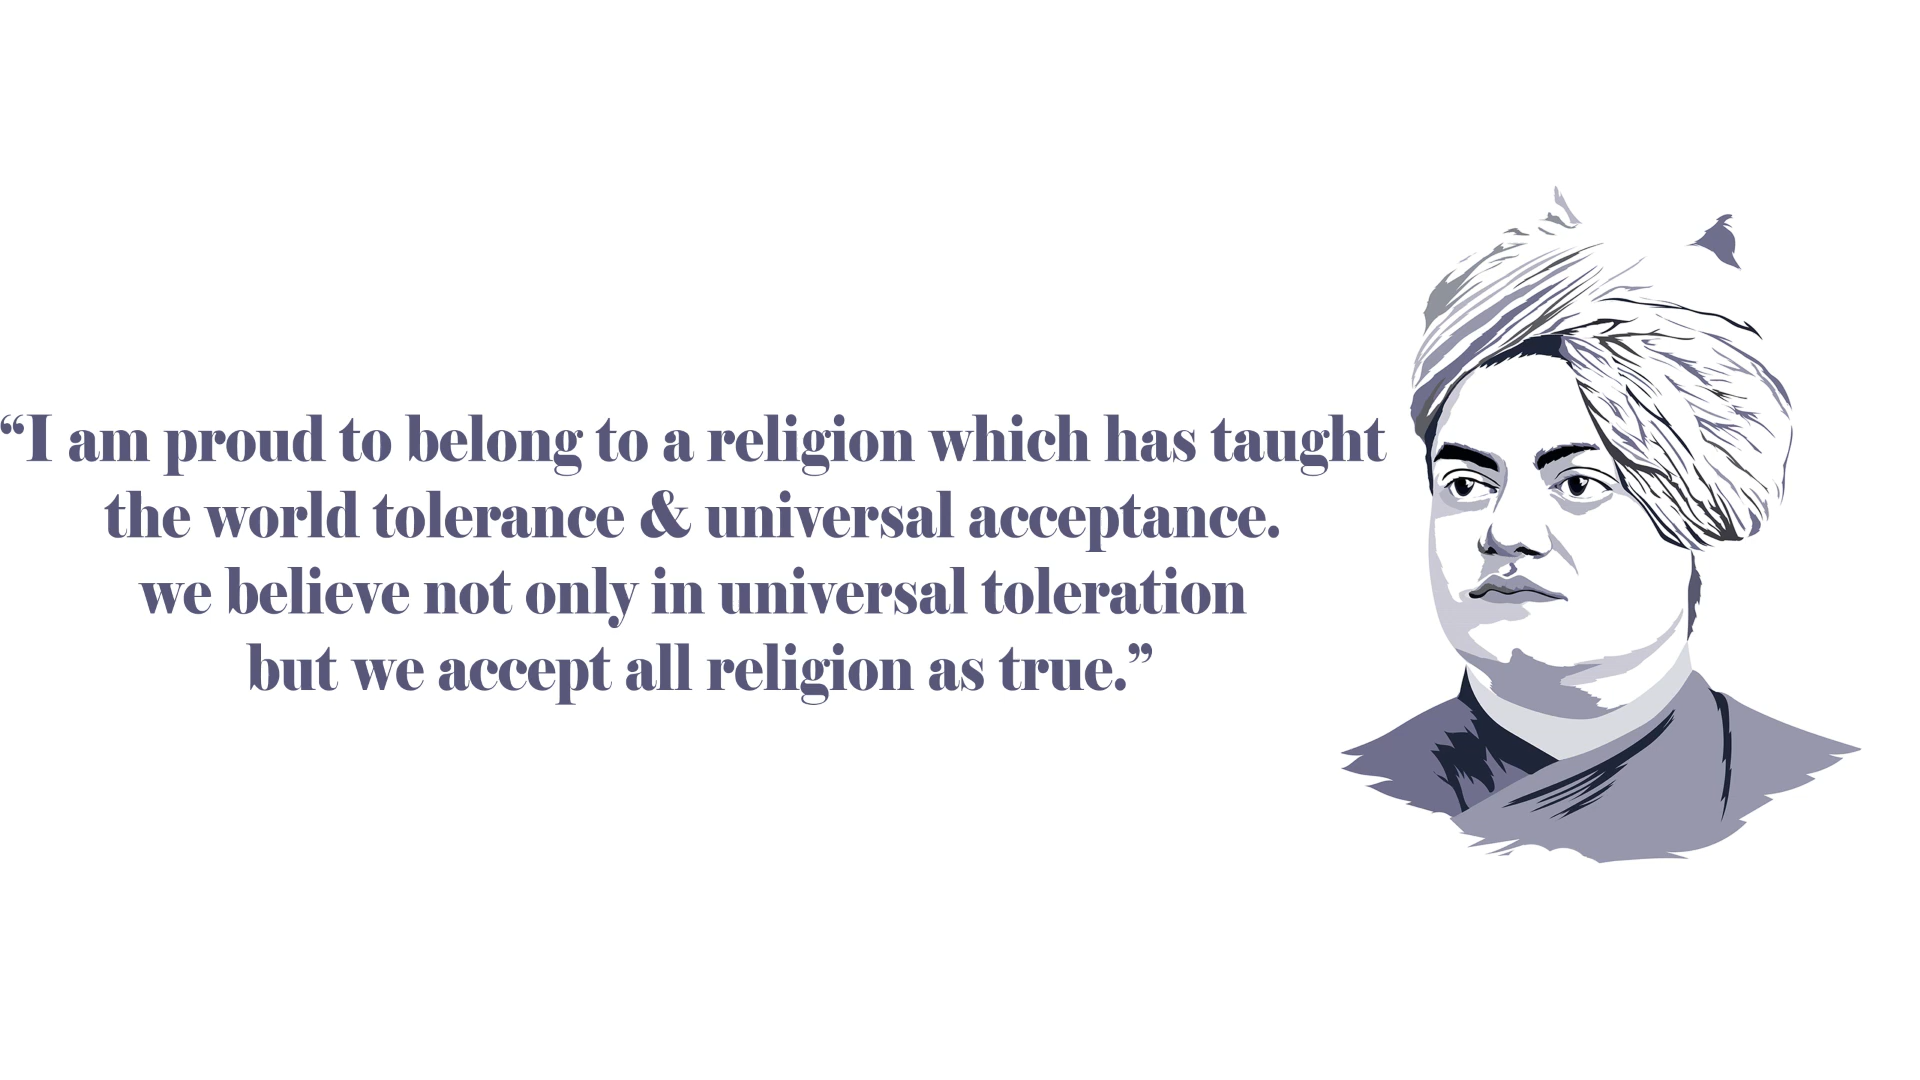 “I am proud to belong to a religion which has taught
the world tolerance & universal acceptance.
we believe not only in universal toleration
but we accept all religion as true.”